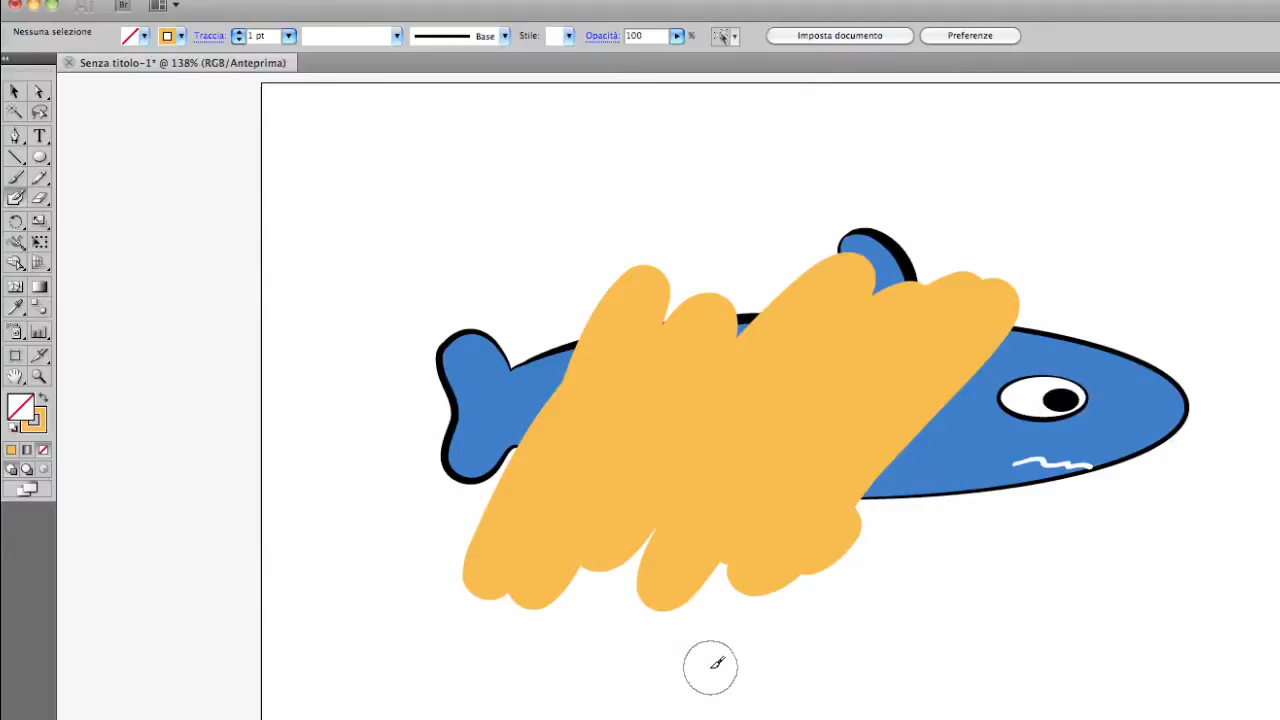 Ai Br
Nessuna selezione Traccia: 1 pt Base Stile: Opacità: 100 % Imposta documento Preferenze
Senza titolo-1* @ 138% (RGB/Anteprima)
T